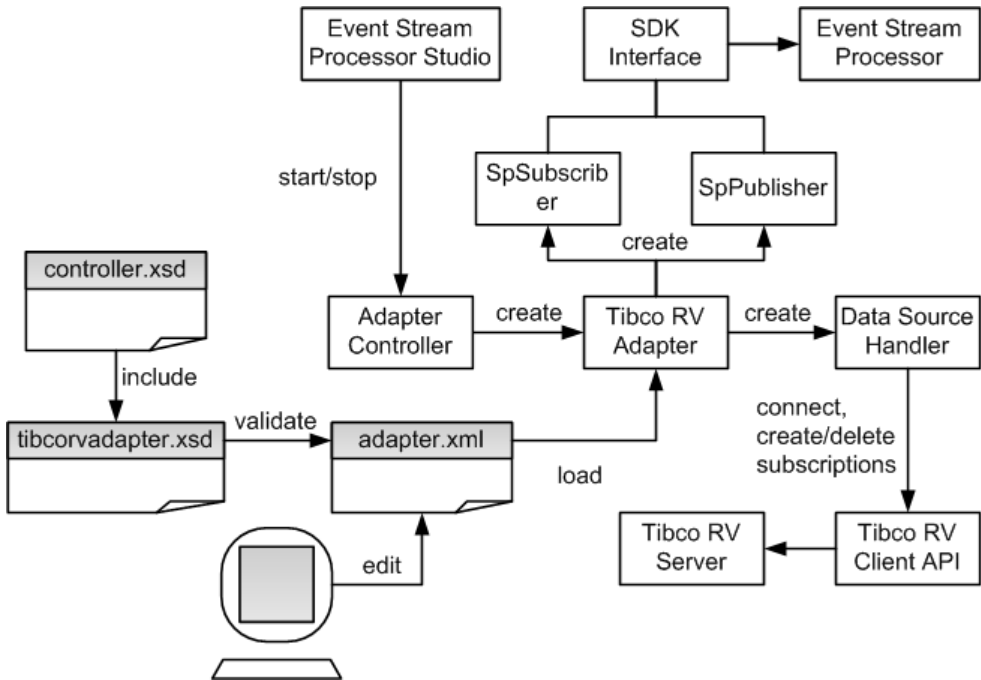 Event Stream
Processor Studio
SDK
Interface
Event Stream
Processor
start/stop
SpSubscrib
er
SpPublisher
create
controller.xsd
Adapter
Controller
create
Tibco RV
Adapter
create
Data Source
Handler
include
tibcorvadapter.xsd
validate
adapter.xml
load
connect,
create/delete
subscriptions
edit
Tibco RV
Server
Tibco RV
Client API